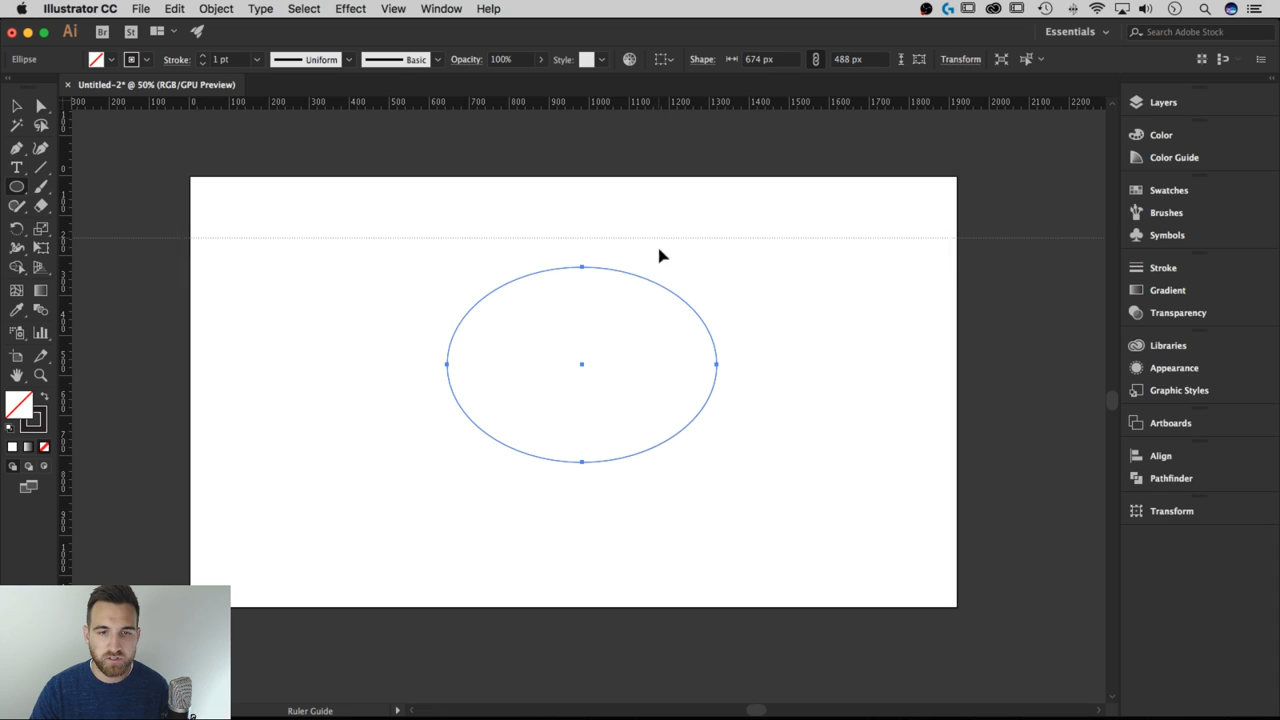 Illustrator CC File Edit Object Type Select Effect View Window Help
Ai Br St Essentials Search Adobe Stock
Ellipse Stroke: 1 pt Uniform Basic Opacity: 100% Style: Shape: 674 px 488 px Transform
× Untitled-2* @ 50% (RGB/GPU Preview)
300 200 100 0 100 200 300 400 500 600 700 800 900 1000 1100 1200 1300 1400 1500 1600 1700 1800 1900 2000 2100 2200
Layers
Color
Color Guide
Swatches
Brushes
Symbols
Stroke
Gradient
Transparency
Libraries
Appearance
Graphic Styles
Artboards
Align
Pathfinder
Transform
Ruler Guide